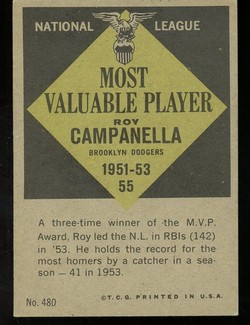 NATIONAL LEAGUE
MOST
VALUABLE PLAYER
ROY
CAMPANELLA
BROOKLYN DODGERS
1951-53
55
A three-time winner of the M.V.P.
Award, Roy led the N.L. in RBIs (142)
in '53. He holds the record for the
most homers by a catcher in a sea-
son — 41 in 1953.
No. 480 ©T.C.G. PRINTED IN U.S.A.